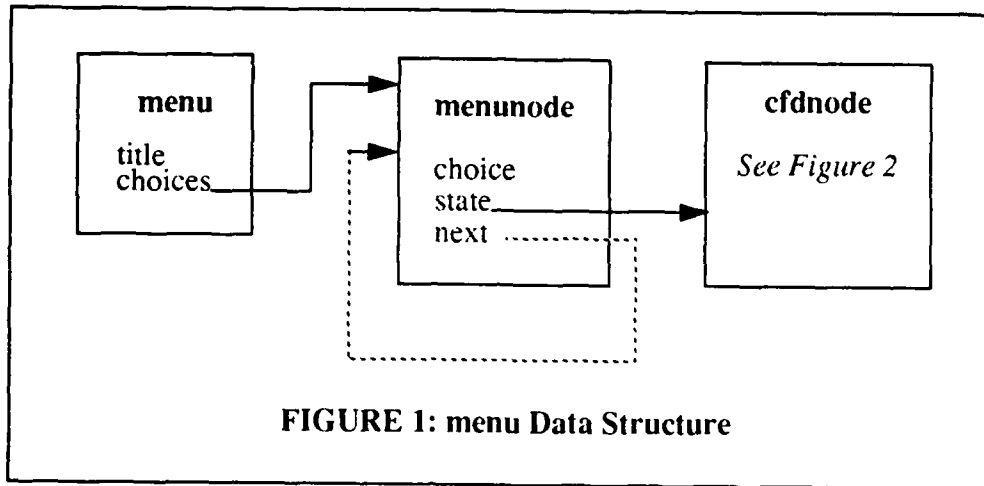 menu
title
choices
menunode
choice
state
next
cfdnode
See Figure 2
FIGURE 1: menu Data Structure